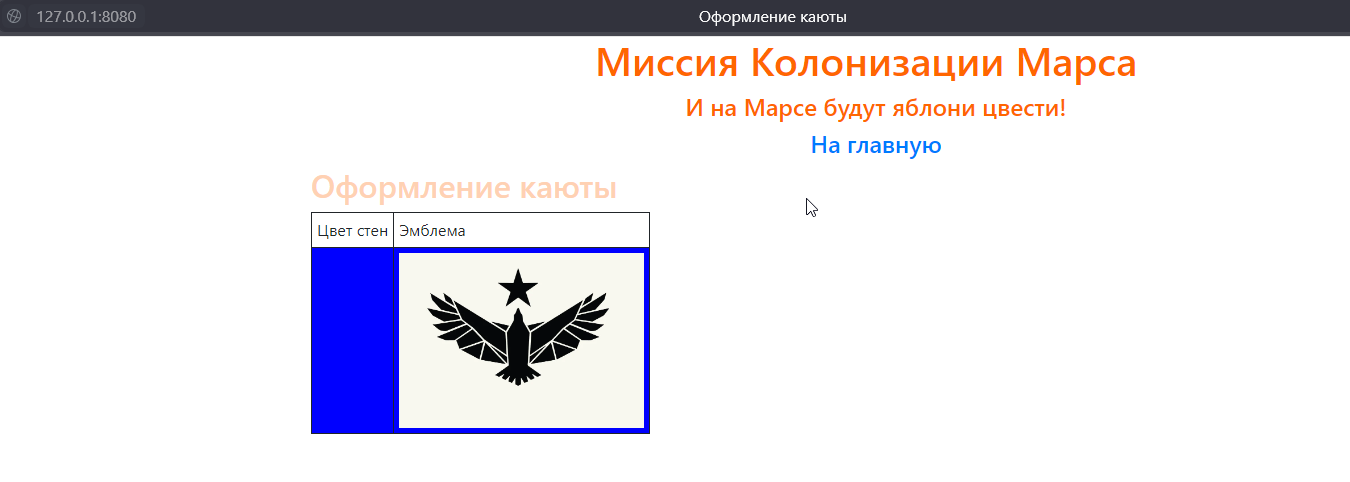 127.0.0.1:8080 Оформление каюты
Миссия Колонизации Марса
И на Марсе будут яблони цвести!
На главную
Оформление каюты
Цвет стен Эмблема